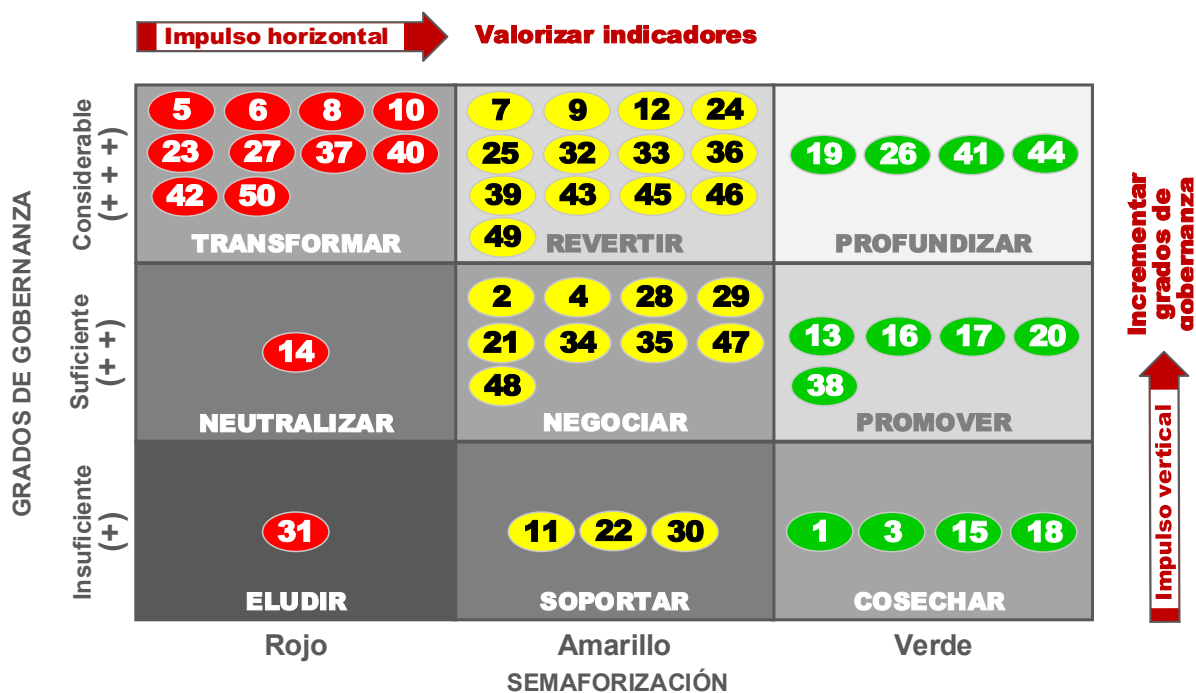 Impulso horizontal
Valorizar indicadores
GRADOS DE GOBERNANZA
Considerable
(+ + +)
5 6 8 10
23 27 37 40
42 50
TRANSFORMAR
7 9 12 24
25 32 33 36
39 43 45 46
49
REVERTIR
19 26 41 44
PROFUNDIZAR
Suficiente
(+ +)
14
NEUTRALIZAR
2 4 28 29
21 34 35 47
48
NEGOCIAR
13 16 17 20
38
PROMOVER
Insuficiente
(+)
31
ELUDIR
11 22 30
SOPORTAR
1 3 15 18
COSECHAR
Incrementar
grados de
gobernanza
Impulso vertical
Rojo
Amarillo
Verde
SEMAFORIZACIÓN